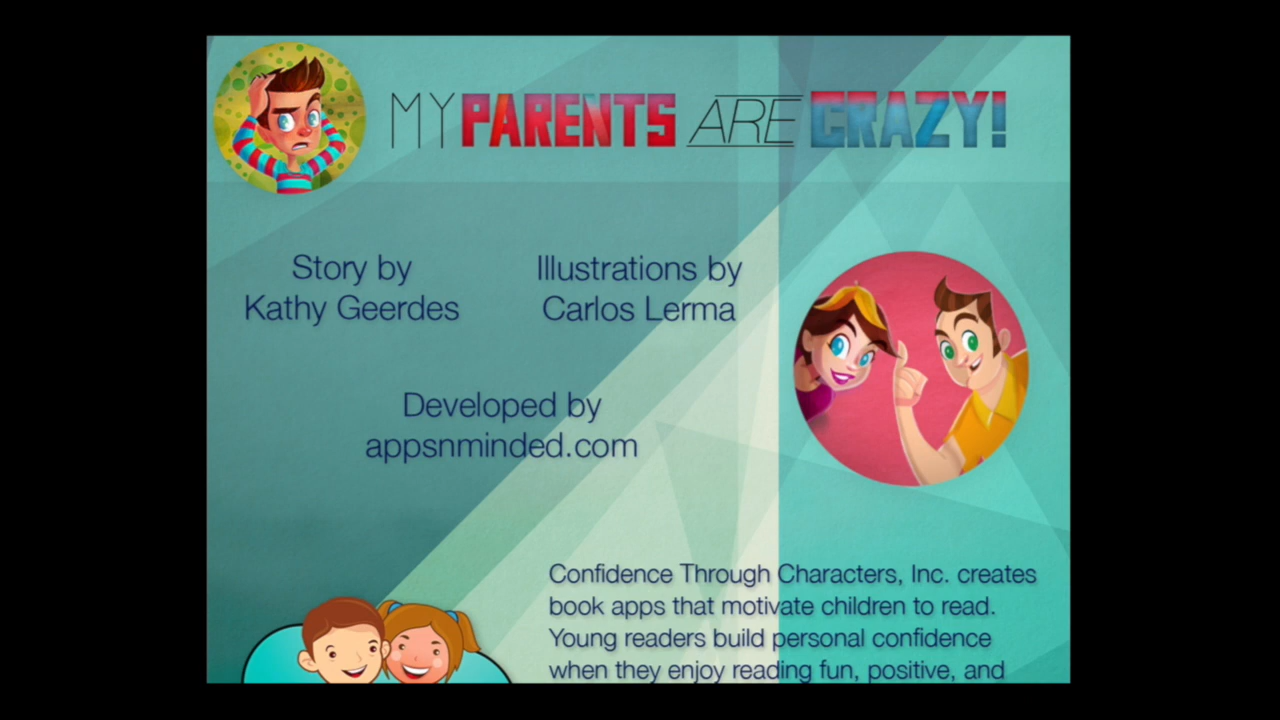 MY PARENTS ARE CRAZY!
Story by
Kathy Geerdes
Illustrations by
Carlos Lerma
Developed by
appsnminded.com
Confidence Through Characters, Inc. creates
book apps that motivate children to read.
Young readers build personal confidence
when they enjoy reading fun, positive, and